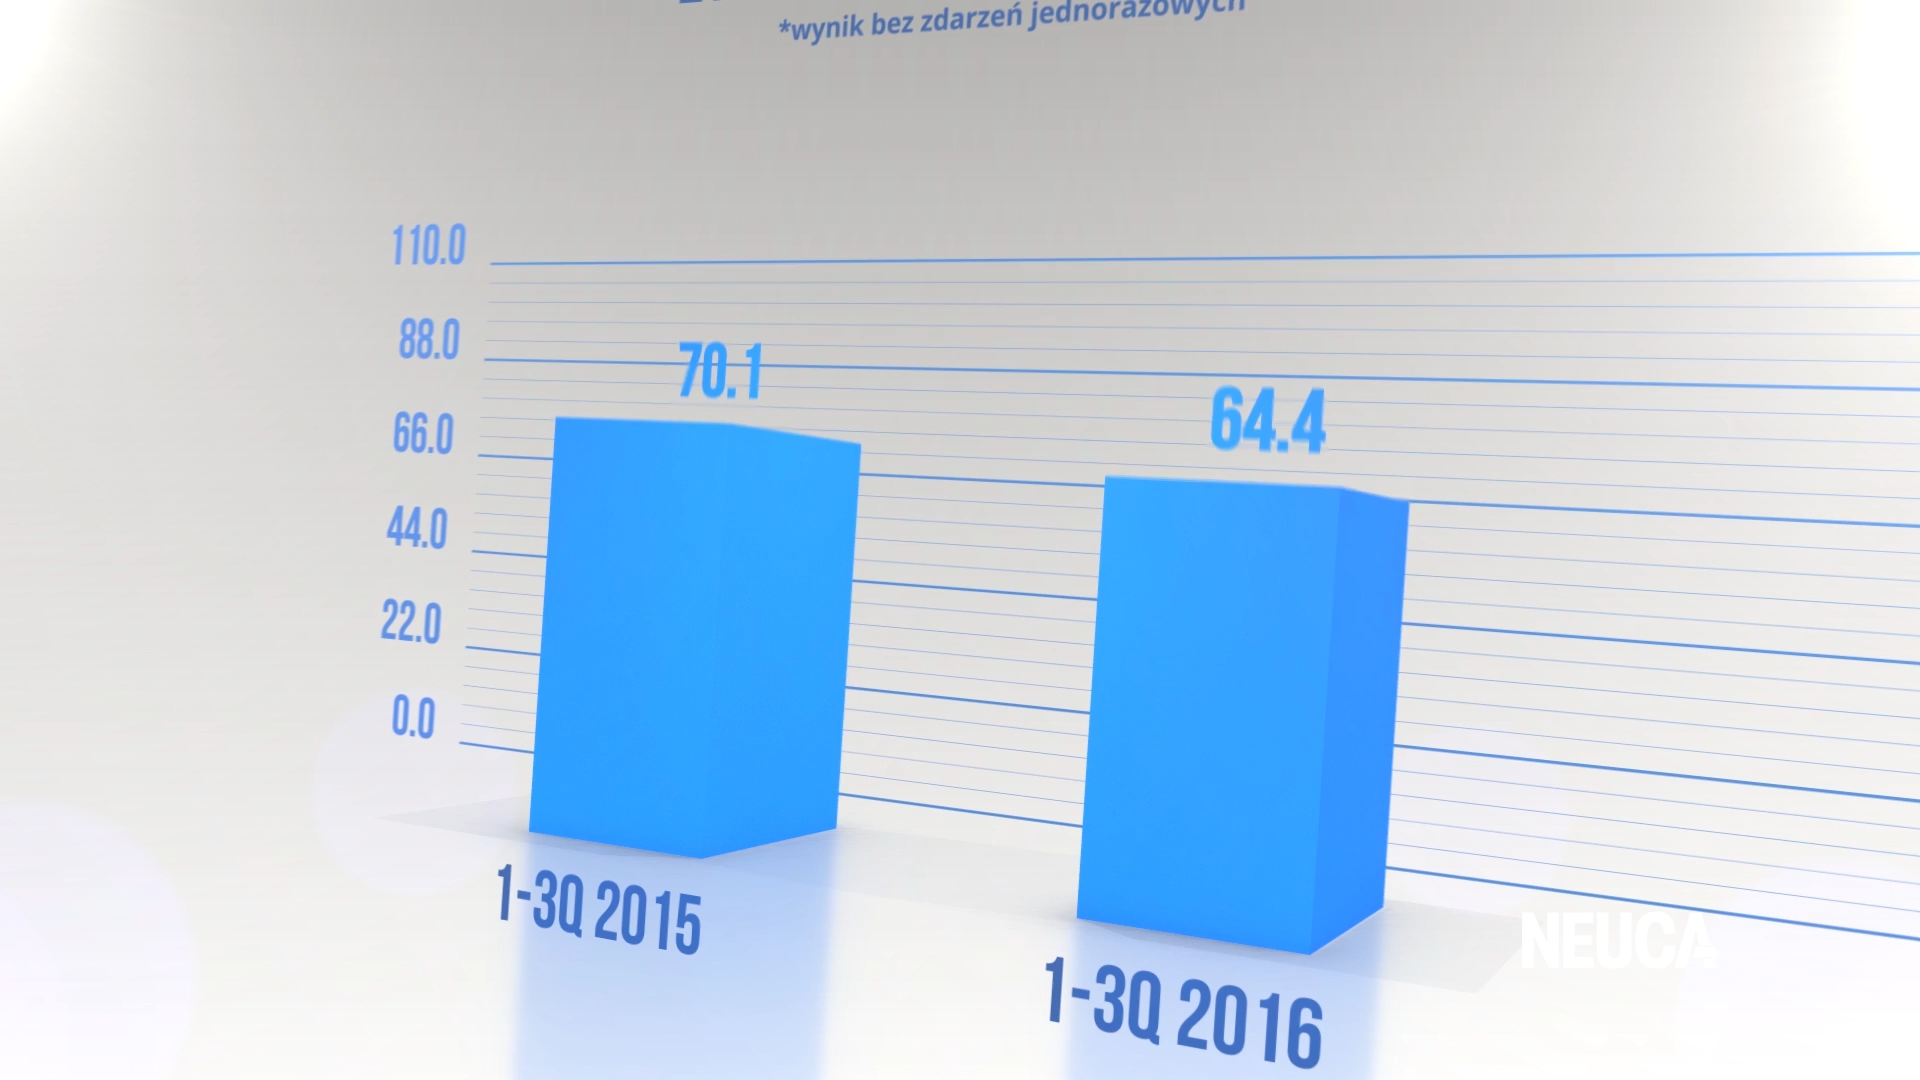 *wynik bez zdarzeń jednorazowych
110.0
88.0
66.0
44.0
22.0
0.0
70.1
64.4
1-3Q 2015
1-3Q 2016
NEUCA